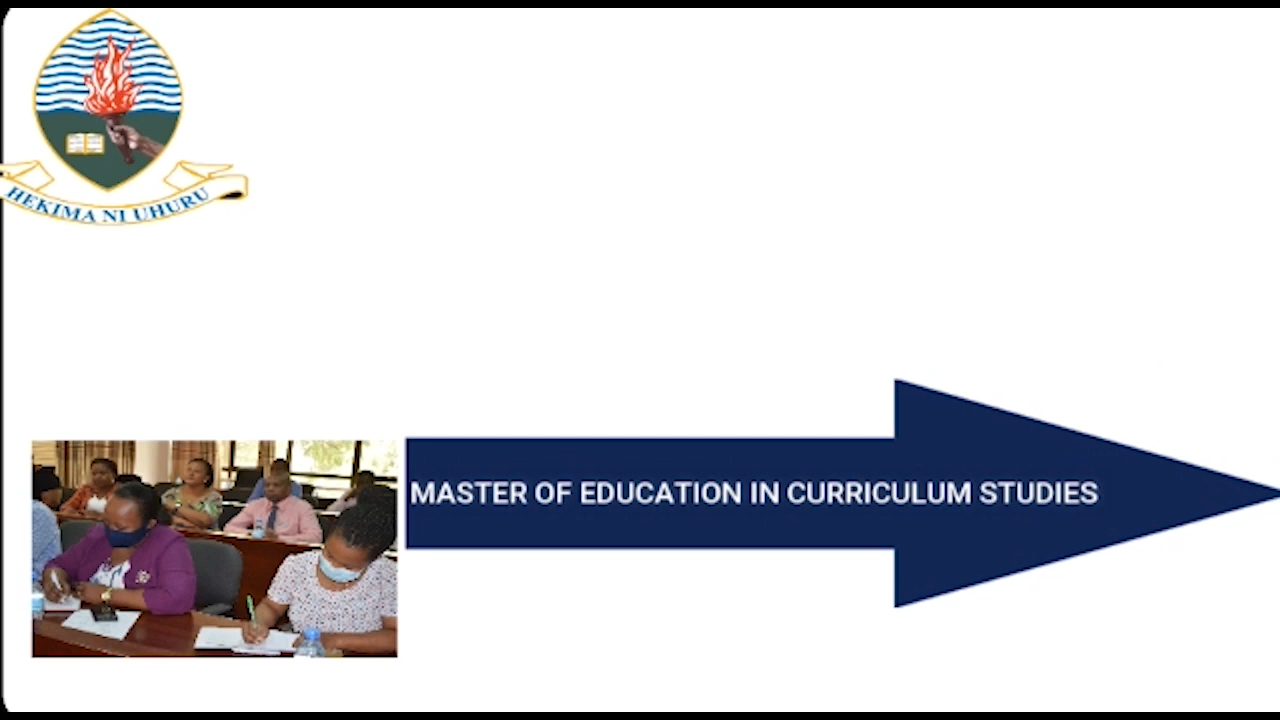 HEKIMA NI UHURU
MASTER OF EDUCATION IN CURRICULUM STUDIES